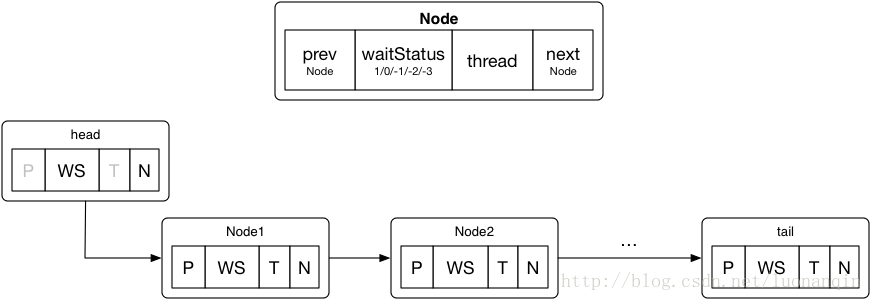 Node
prev waitStatus thread next
Node 1/0/-1/-2/-3 Node
head
P WS T N
Node1 Node2 ... tail
P WS T N P WS T N P WS T N
http://blog.csdn.net/luonanqin